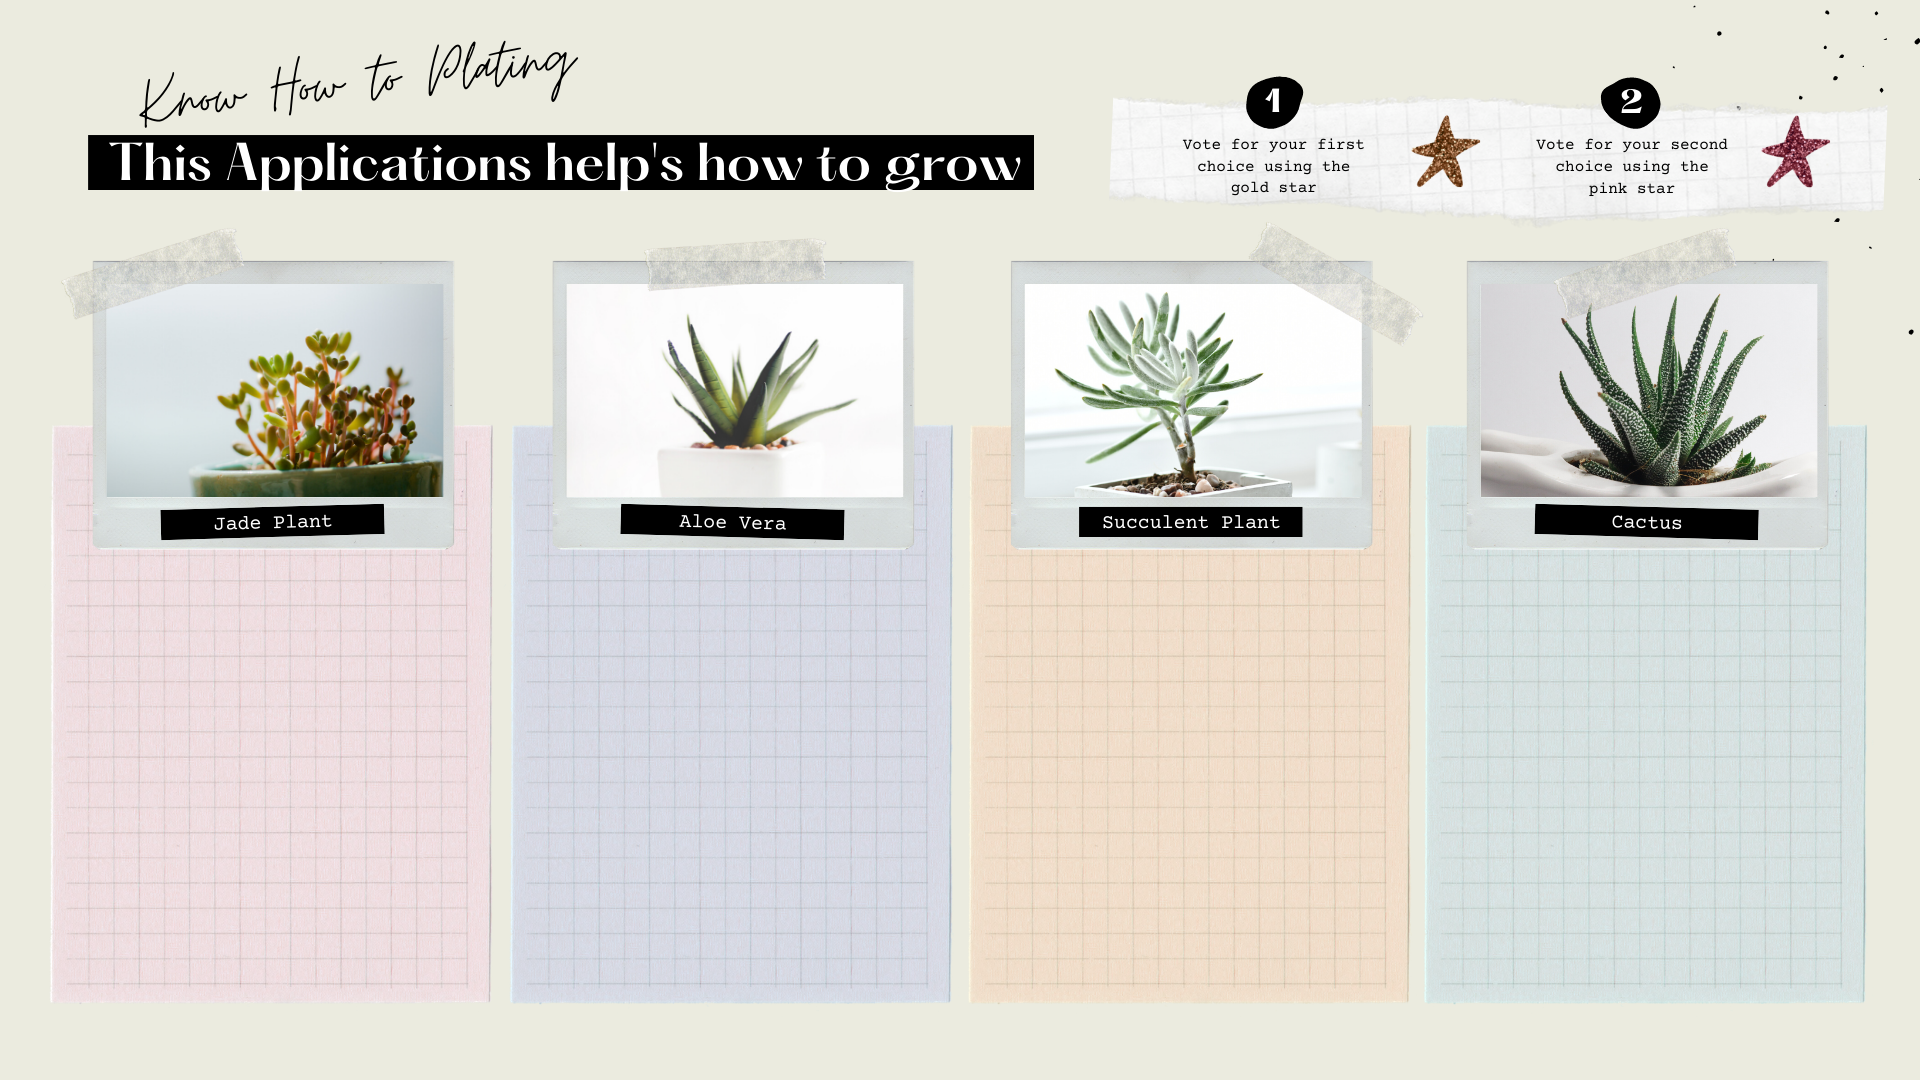 Know How to Plating
This Applications help's how to grow
1
Vote for your first
choice using the
gold star
2
Vote for your second
choice using the
pink star
Jade Plant
Aloe Vera
Succulent Plant
Cactus